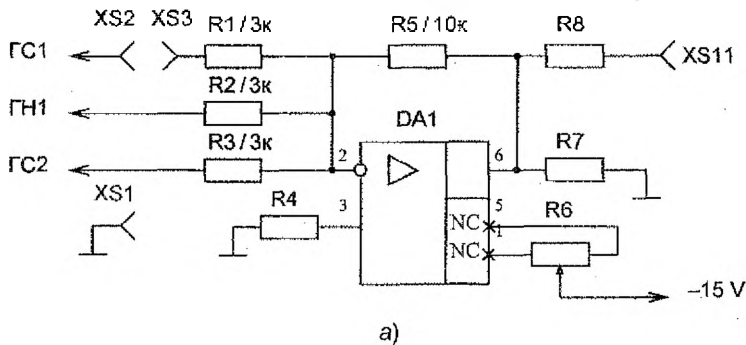 XS2 XS3 R1/3к R5/10к R8
ГС1
XS11
R2/3к
ГН1
DA1
R3/3к
ГС2
2
6
R7
XS1
R4
3
5
R6
NC
1
NC
–15 V
а)